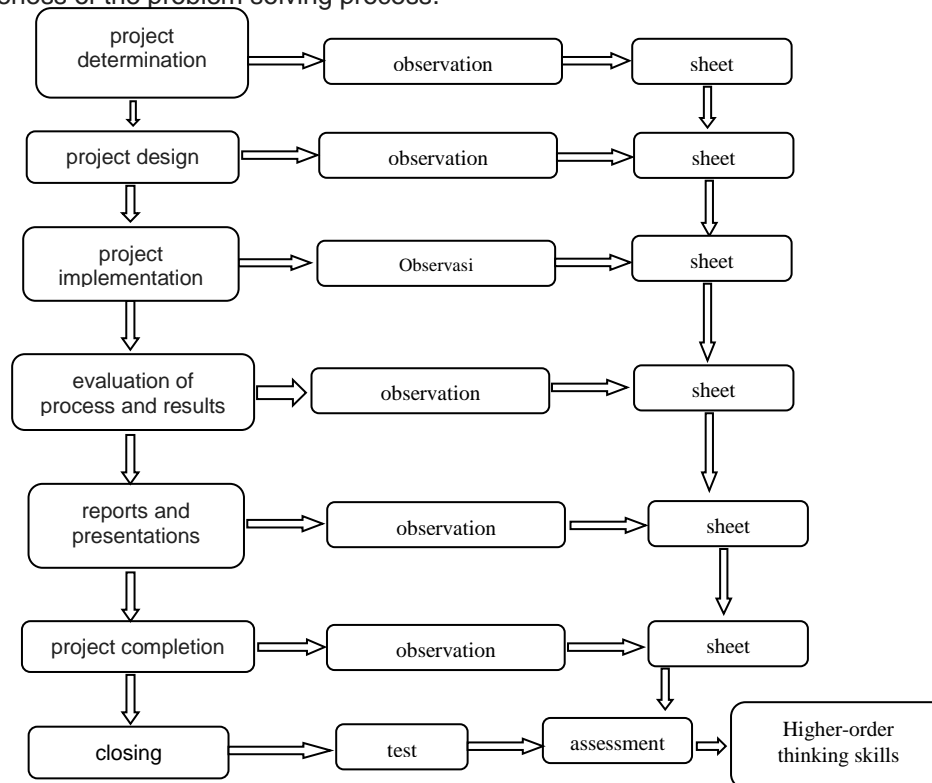 project
determination
observation
sheet
project design
observation
sheet
project
implementation
Observasi
sheet
evaluation of
process and results
observation
sheet
reports and
presentations
observation
sheet
project completion
observation
sheet
closing
test
assessment
Higher-order
thinking skills